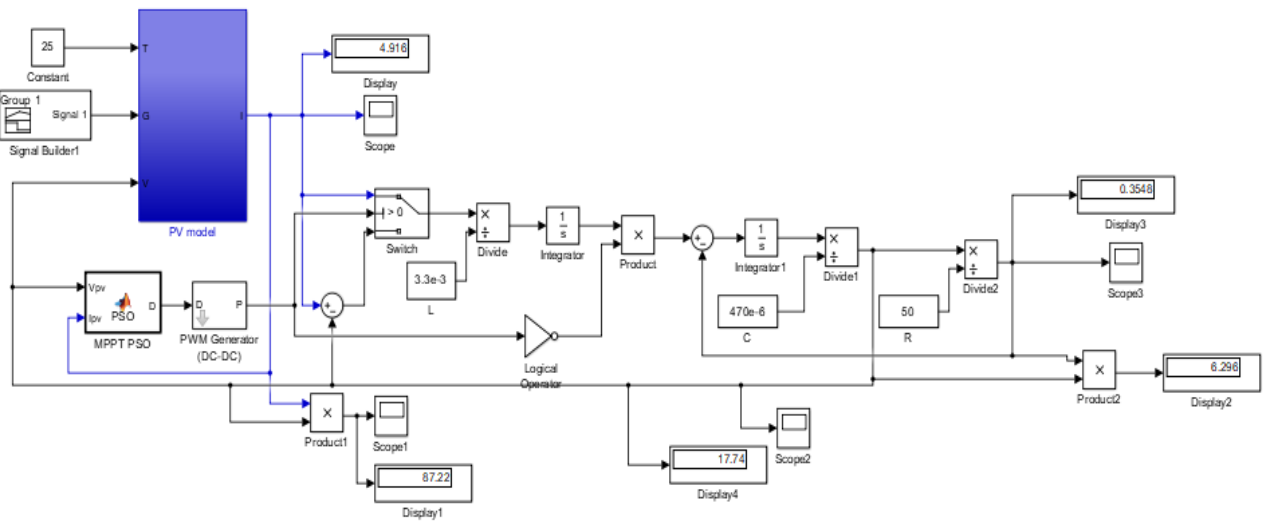 25
T
Constant
Group 1
Signal 1
Signal Builder1
G
I
V
PV model
4.916
Display
Scope
> 0
Switch
×
÷
Divide
3.3e-3
L
1
s
Integrator
×
Product
+
−
1
s
Integrator1
×
÷
Divide1
470e-6
C
×
÷
Divide2
50
R
0.3548
Display3
Scope3
Vpv
Ipv
PSO
D
MPPT PSO
D
P
PWM Generator
(DC-DC)
+
−
Logical
Operator
×
Product2
6.296
Display2
×
Product1
Scope1
87.22
Display1
17.74
Display4
Scope2